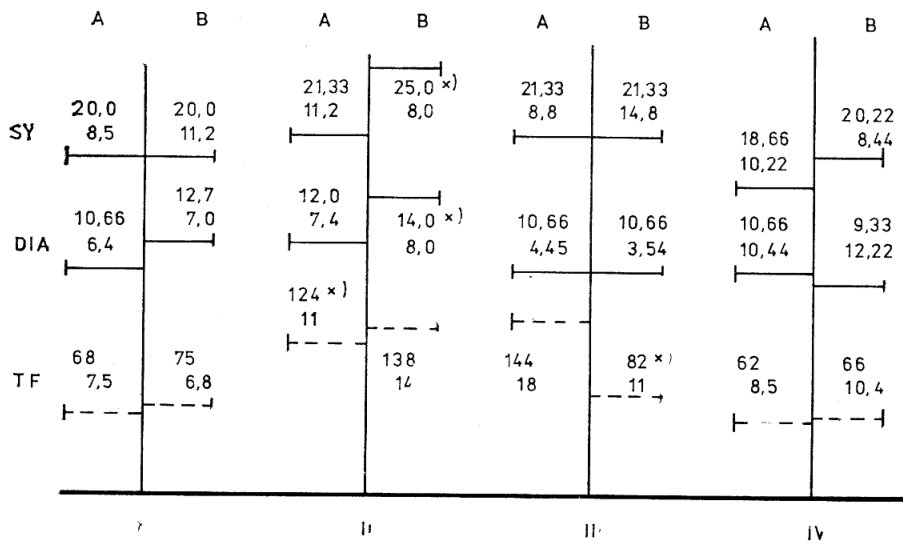 A B A B A B A B
21,33 25,0 x) 21,33 21,33
20,0 20,0 11,2 8,0 8,8 14,8 20,22
SY 8,5 11,2 18,66 8,44
10,22
12,7 12,0
10,66 7,0 7,4 14,0 x) 10,66 10,66 10,66 9,33
DIA 6,4 8,0 4,45 3,54 10,44 12,22
124 x)
11
68 75 138 144 82 x) 62 66
TF 7,5 6,8 14 18 11 8,5 10,4
II III IV